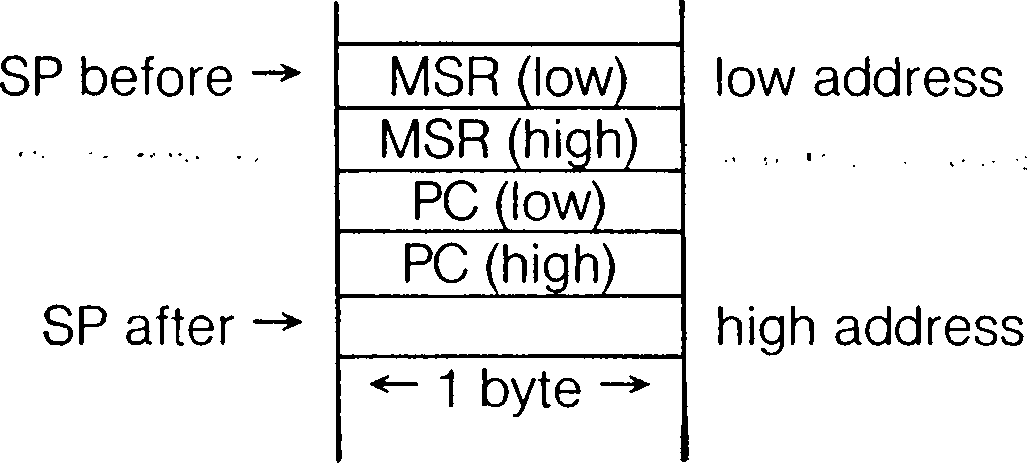 SP before → MSR (low) low address
MSR (high)
PC (low)
PC (high)
SP after → high address
← 1 byte →